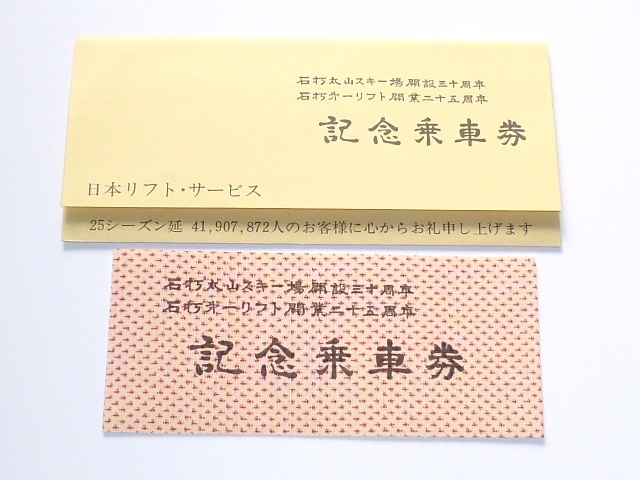 石打丸山スキー場開設三十周年
石打第一リフト開業二十五周年
記念乗車券
日本リフト・サービス
25シーズン延 41,907,872人のお客様に心からお礼申し上げます
石打丸山スキー場開設三十周年
石打第一リフト開業二十五周年
記念乗車券